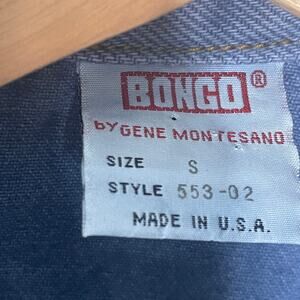 BONGO®
by GENE MONTESANO
SIZE S
STYLE 553-02
MADE IN U.S.A.